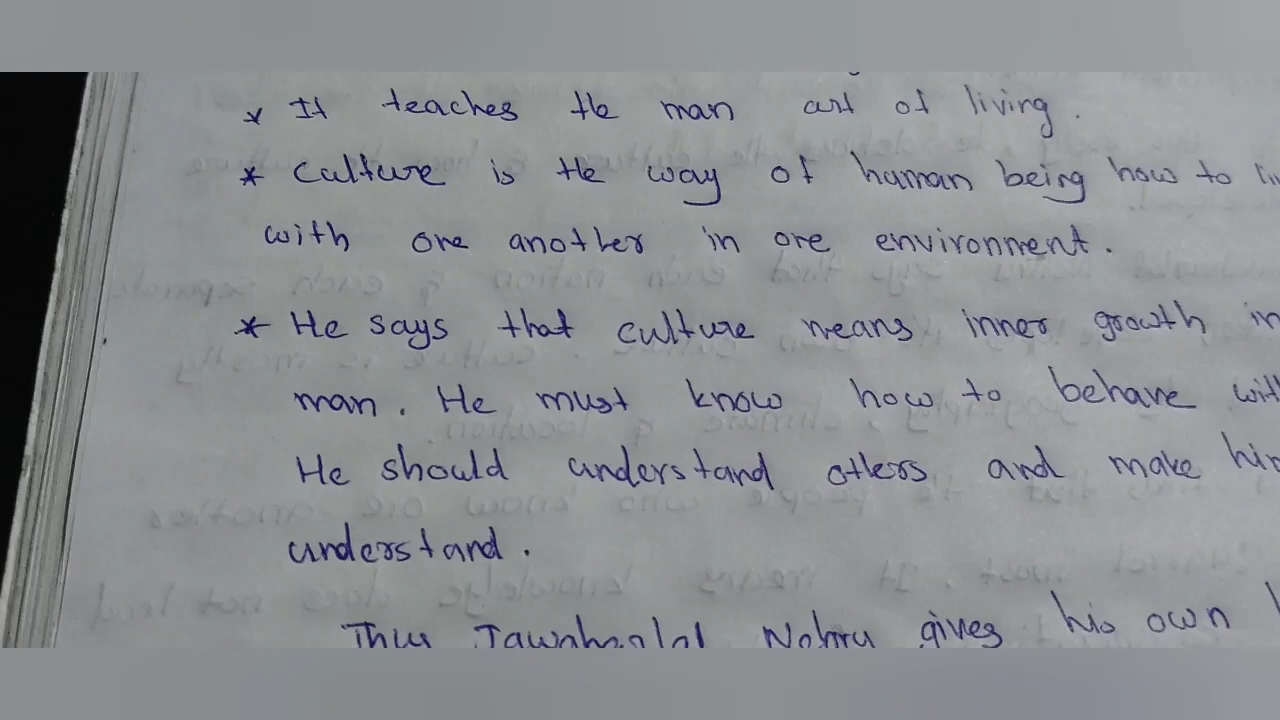 * It teaches the man art of living.
* Culture is the way of human being how to
with one another in one environment.
* He says that culture means inner growth in
man. He must know how to behave
He should understand others and make
understand.
Thus Jawaharlal Nehru gives his own